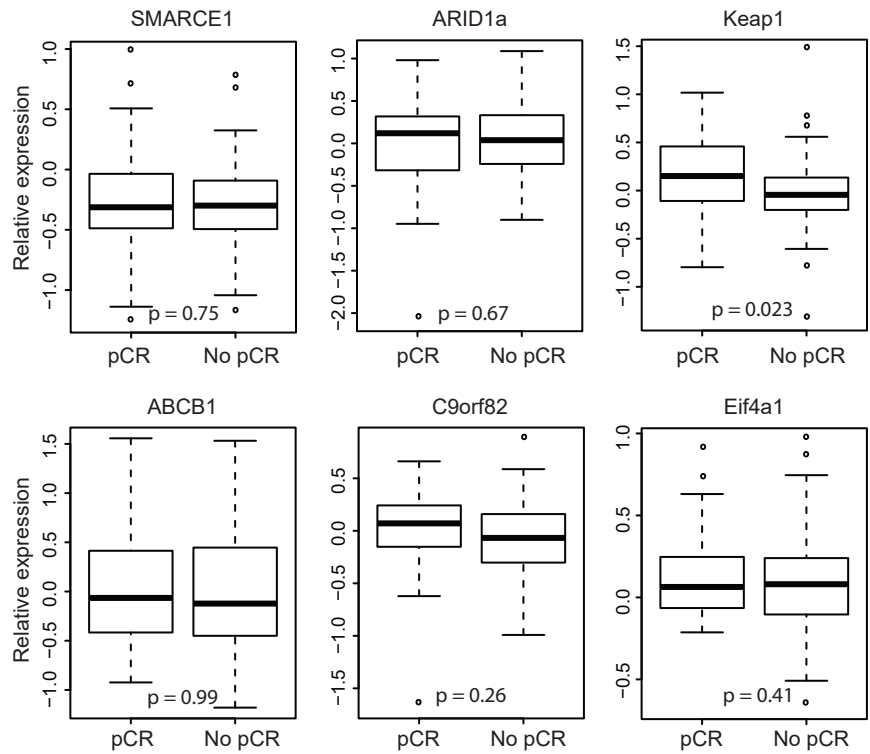 SMARCE1
ARID1a
Keap1
Relative expression
1.0
0.5
0.0
−0.5
−1.0
p = 0.75
pCR
No pCR
1.0
0.5
0.0
−0.5
−1.0
−1.5
−2.0
p = 0.67
pCR
No pCR
1.5
1.0
0.5
0.0
−0.5
−1.0
p = 0.023
pCR
No pCR
ABCB1
C9orf82
Eif4a1
Relative expression
1.5
1.0
0.5
0.0
−0.5
−1.0
p = 0.99
pCR
No pCR
0.5
0.0
−0.5
−1.0
−1.5
p = 0.26
pCR
No pCR
1.0
0.5
0.0
−0.5
p = 0.41
pCR
No pCR